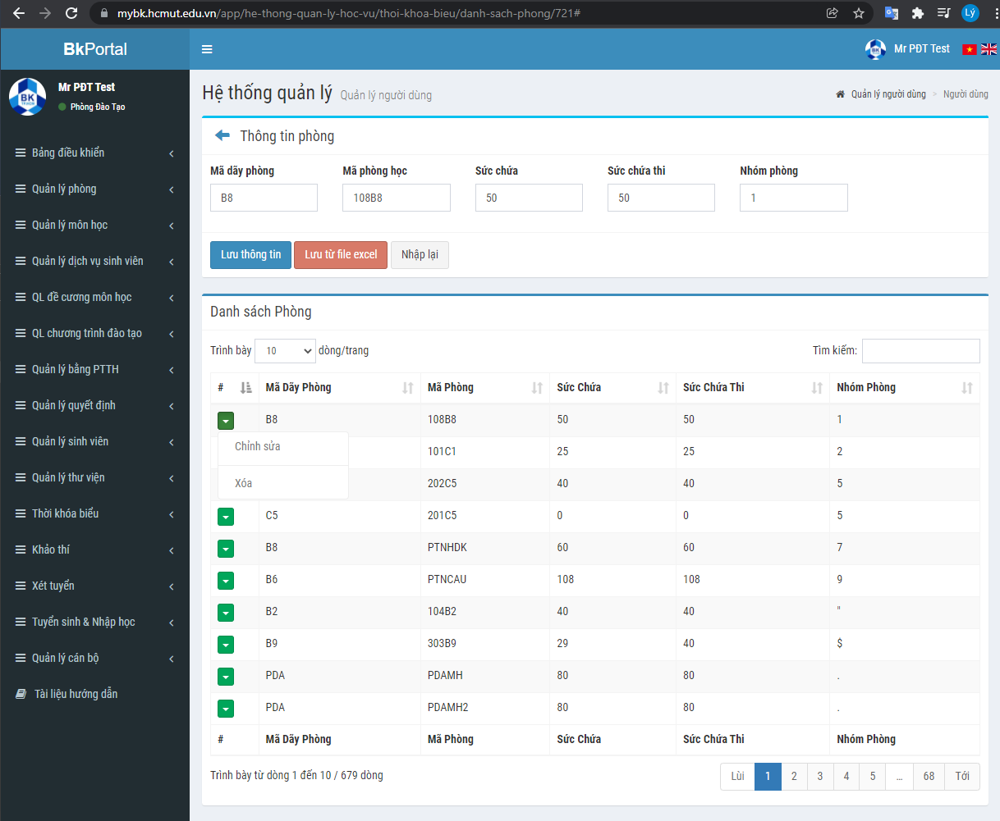 mybk.hcmut.edu.vn/app/he-thong-quan-ly-hoc-vu/thoi-khoa-bieu/danh-sach-phong/721#
Lý
BkPortal
Mr PĐT Test
BK
Mr PĐT Test
Phòng Đào Tạo
Bảng điều khiển
Quản lý phòng
Quản lý môn học
Quản lý dịch vụ sinh viên
QL đề cương môn học
QL chương trình đào tạo
Quản lý bằng PTTH
Quản lý quyết định
Quản lý sinh viên
Quản lý thư viện
Thời khóa biểu
Khảo thí
Xét tuyển
Tuyển sinh & Nhập học
Quản lý cán bộ
Tài liệu hướng dẫn
Hệ thống quản lý Quản lý người dùng
Quản lý người dùng > Người dùng
Thông tin phòng
Mã dãy phòng Mã phòng học Sức chứa Sức chứa thi Nhóm phòng
B8 108B8 50 50 1
Lưu thông tin Lưu từ file excel Nhập lại
Danh sách Phòng
Trình bày 10 dòng/trang Tìm kiếm:
# Mã Dãy Phòng Mã Phòng Sức Chứa Sức Chứa Thi Nhóm Phòng
B8 108B8 50 50 1
Chỉnh sửa
101C1 25 25 2
Xóa
202C5 40 40 5
C5 201C5 0 0 5
B8 PTNHDK 60 60 7
B6 PTNCAU 108 108 9
B2 104B2 40 40 "
B9 303B9 29 40 $
PDA PDAMH 80 80 .
PDA PDAMH2 80 80 .
# Mã Dãy Phòng Mã Phòng Sức Chứa Sức Chứa Thi Nhóm Phòng
Trình bày từ dòng 1 đến 10 / 679 dòng
Lùi 1 2 3 4 5 … 68 Tới